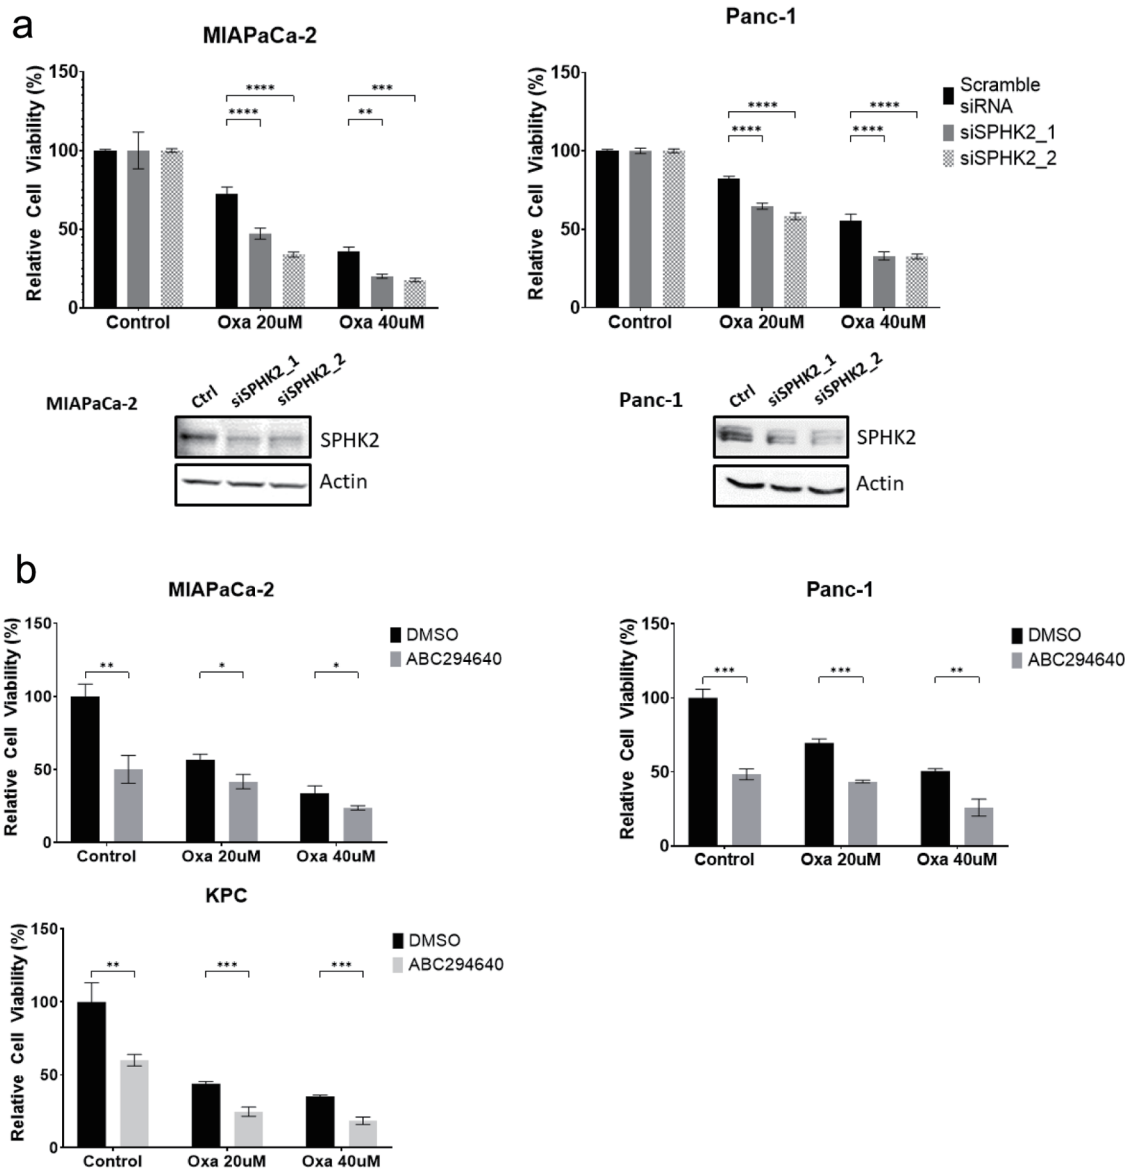 a
MIAPaCa-2
Relative Cell Viability (%)
150
100
50
0
****
****
***
**
Control
Oxa 20uM
Oxa 40uM
Panc-1
Relative Cell Viability (%)
150
100
50
0
****
****
****
****
Control
Oxa 20uM
Oxa 40uM
Scramble
siRNA
siSPHK2_1
siSPHK2_2
MIAPaCa-2
Ctrl
siSPHK2_1
siSPHK2_2
SPHK2
Actin
Panc-1
Ctrl
siSPHK2_1
siSPHK2_2
SPHK2
Actin
b
MIAPaCa-2
Relative Cell Viability (%)
150
100
50
0
**
*
*
Control
Oxa 20uM
Oxa 40uM
DMSO
ABC294640
Panc-1
Relative Cell Viability (%)
150
100
50
0
***
***
**
Control
Oxa 20uM
Oxa 40uM
DMSO
ABC294640
KPC
Relative Cell Viability (%)
150
100
50
0
**
***
***
Control
Oxa 20uM
Oxa 40uM
DMSO
ABC294640